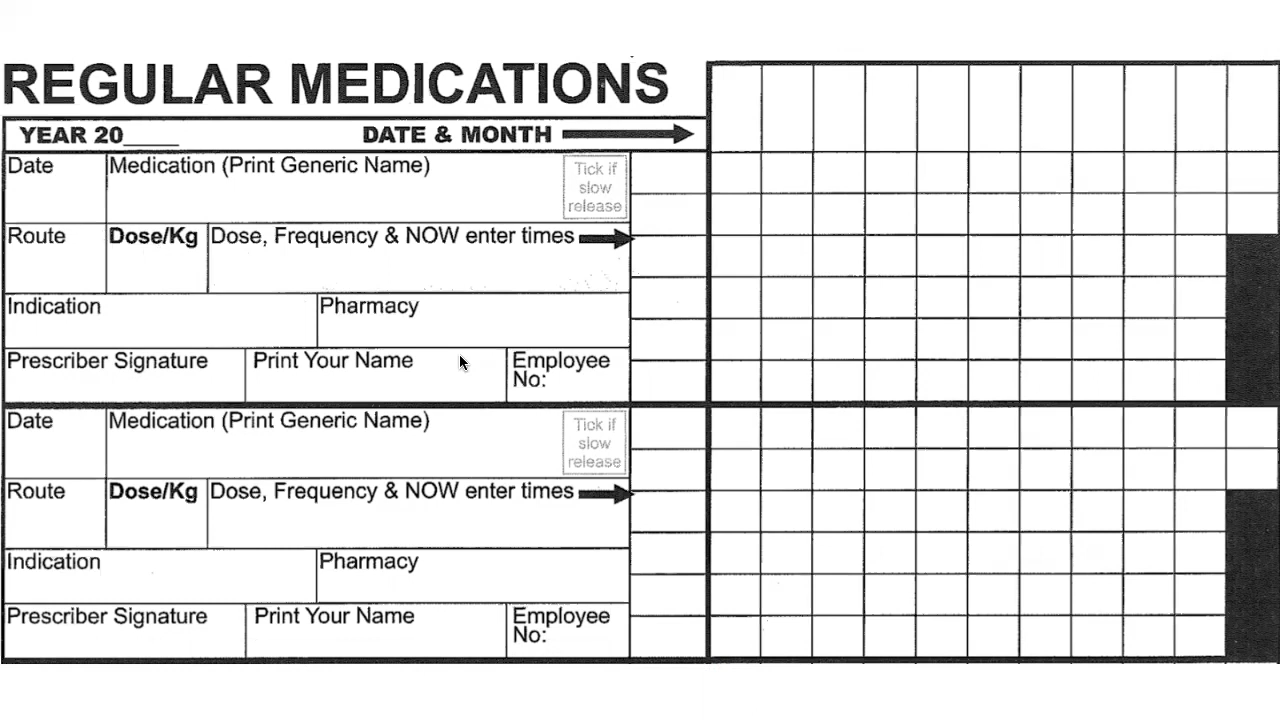 REGULAR MEDICATIONS
YEAR 20____ DATE & MONTH
Date Medication (Print Generic Name) Tick if
slow
release
Route Dose/Kg Dose, Frequency & NOW enter times
Indication Pharmacy
Prescriber Signature Print Your Name Employee
No:
Date Medication (Print Generic Name) Tick if
slow
release
Route Dose/Kg Dose, Frequency & NOW enter times
Indication Pharmacy
Prescriber Signature Print Your Name Employee
No: